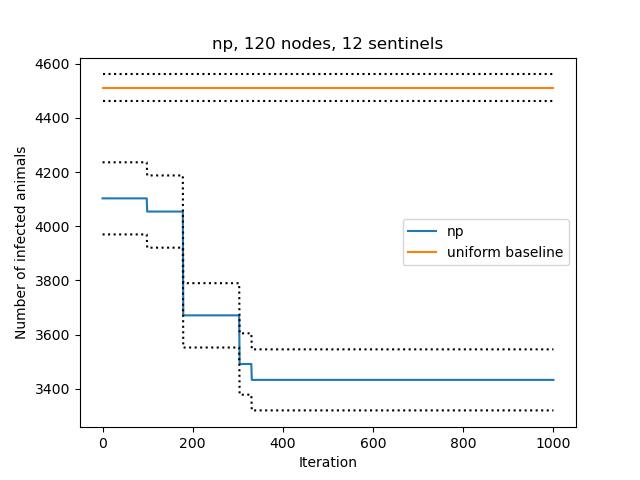 np, 120 nodes, 12 sentinels
Number of infected animals
4600
4400
4200
4000
3800
3600
3400
np
uniform baseline
0
200
400
600
800
1000
Iteration